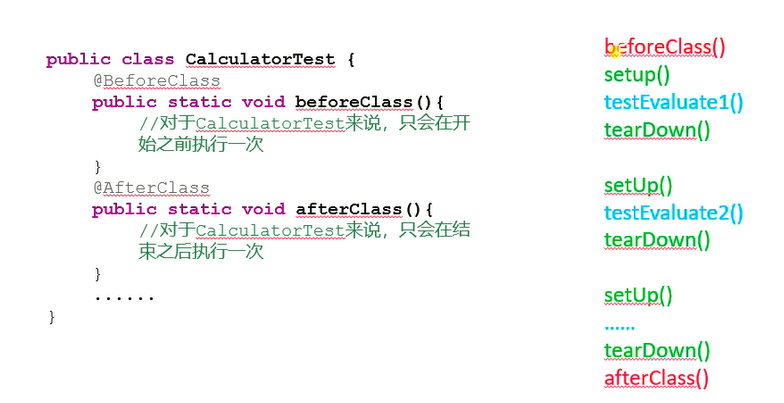 public class CalculatorTest {
@BeforeClass
public static void beforeClass(){
//对于CalculatorTest来说，只会在开
始之前执行一次
}
@AfterClass
public static void afterClass(){
//对于CalculatorTest来说，只会在结
束之后执行一次
}
......
}
beforeClass()
setup()
testEvaluate1()
tearDown()
setUp()
testEvaluate2()
tearDown()
setUp()
......
tearDown()
afterClass()